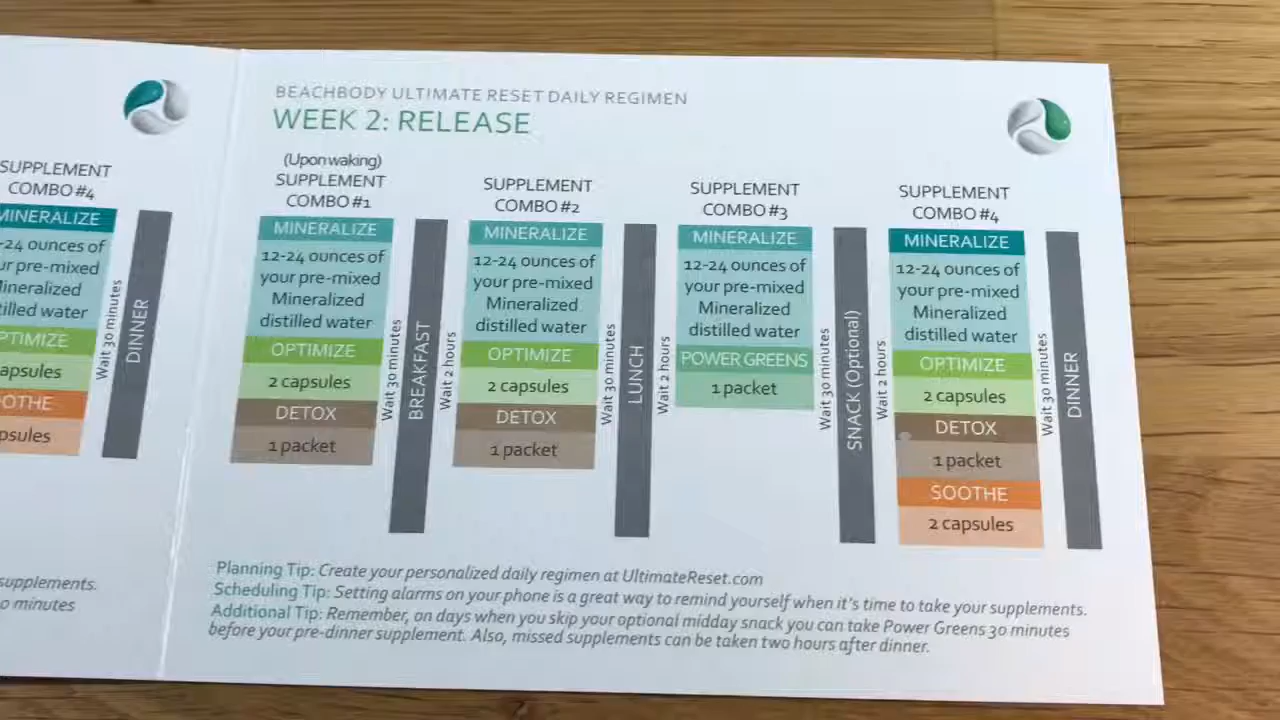 SUPPLEMENT
COMBO #4
MINERALIZE
-24 ounces of
ur pre-mixed
Mineralized
tilled water
PTIMIZE
apsules
OOTHE
psules
Wait 30 minutes
DINNER
supplements.
0 minutes
BEACHBODY ULTIMATE RESET DAILY REGIMEN
WEEK 2: RELEASE
(Upon waking)
SUPPLEMENT
COMBO #1
MINERALIZE
12-24 ounces of
your pre-mixed
Mineralized
distilled water
OPTIMIZE
2 capsules
DETOX
1 packet
Wait 30 minutes
BREAKFAST
Wait 2 hours
SUPPLEMENT
COMBO #2
MINERALIZE
12-24 ounces of
your pre-mixed
Mineralized
distilled water
OPTIMIZE
2 capsules
DETOX
1 packet
Wait 30 minutes
LUNCH
Wait 2 hours
SUPPLEMENT
COMBO #3
MINERALIZE
12-24 ounces of
your pre-mixed
Mineralized
distilled water
POWER GREENS
1 packet
Wait 30 minutes
SNACK (Optional)
Wait 2 hours
SUPPLEMENT
COMBO #4
MINERALIZE
12-24 ounces of
your pre-mixed
Mineralized
distilled water
OPTIMIZE
2 capsules
DETOX
1 packet
SOOTHE
2 capsules
Wait 30 minutes
DINNER
Planning Tip: Create your personalized daily regimen at UltimateReset.com
Scheduling Tip: Setting alarms on your phone is a great way to remind yourself when it's time to take your supplements.
Additional Tip: Remember, on days when you skip your optional midday snack you can take Power Greens 30 minutes
before your pre-dinner supplement. Also, missed supplements can be taken two hours after dinner.